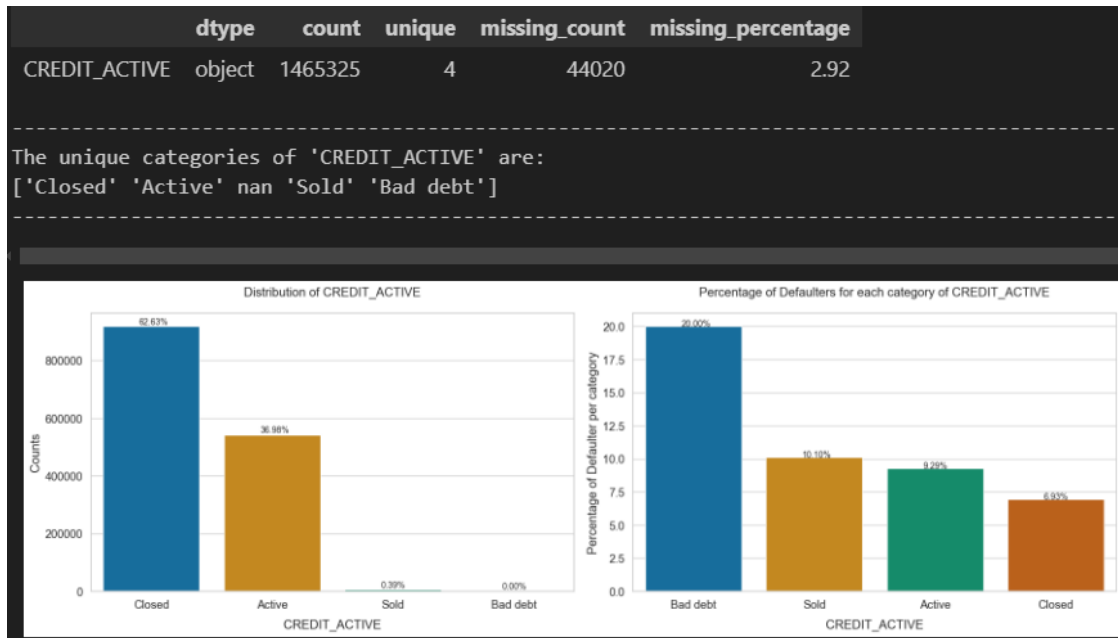 dtype count unique missing_count missing_percentage
CREDIT_ACTIVE object 1465325 4 44020 2.92
--------------------------------------------------------------------------------
The unique categories of 'CREDIT_ACTIVE' are:
['Closed' 'Active' nan 'Sold' 'Bad debt']
--------------------------------------------------------------------------------
Distribution of CREDIT_ACTIVE
62.63%
800000
600000
36.98%
Counts
400000
200000
0.39%
0.00%
0
Closed Active Sold Bad debt
CREDIT_ACTIVE
Percentage of Defaulters for each category of CREDIT_ACTIVE
20.00%
20.0
17.5
15.0
Percentage of Defaulter per category
12.5
10.10%
10.0
9.29%
7.5
6.93%
5.0
2.5
0.0
Bad debt Sold Active Closed
CREDIT_ACTIVE